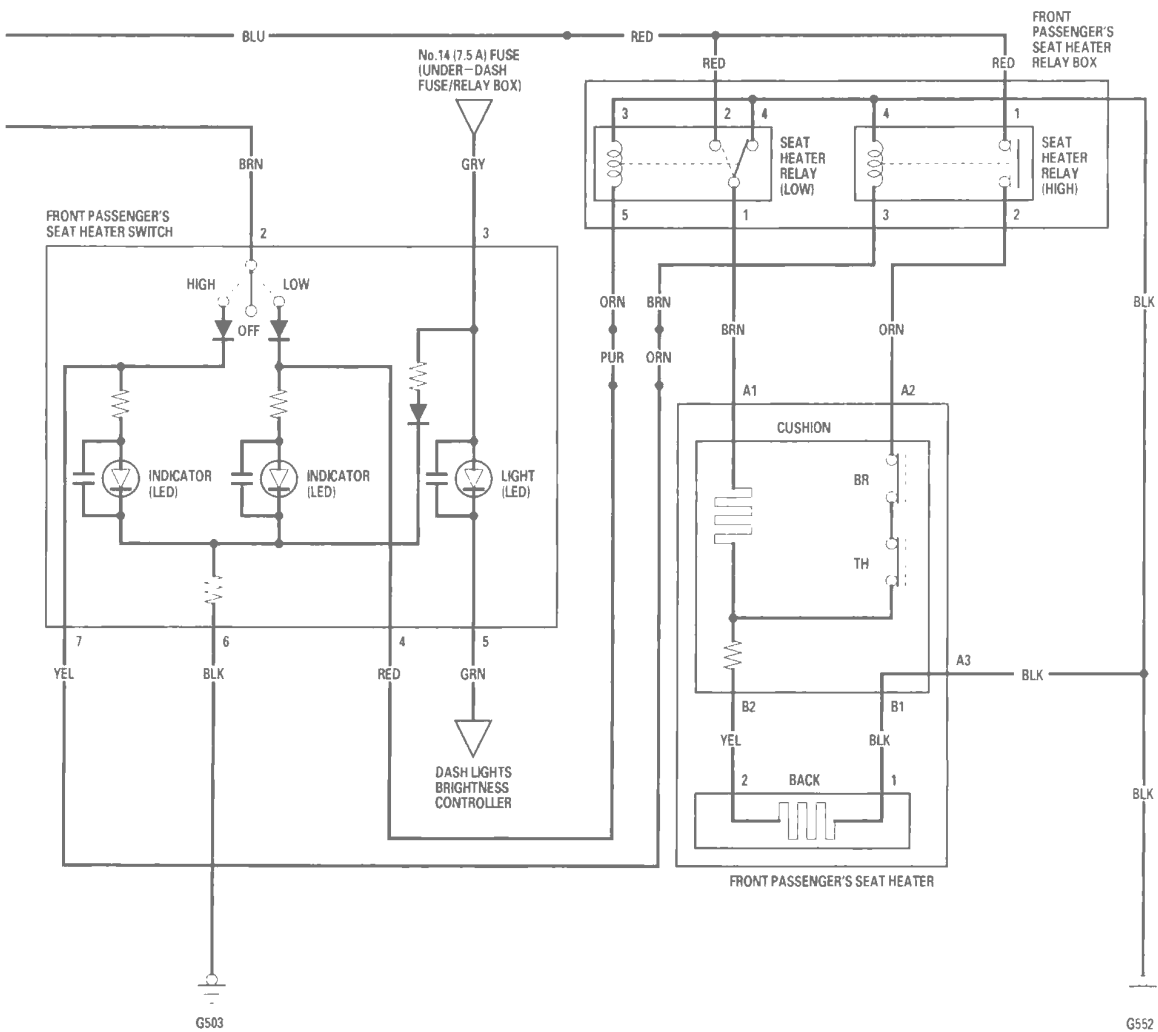 BLU
RED
FRONT
PASSENGER'S
SEAT HEATER
RELAY BOX
No.14 (7.5 A) FUSE
(UNDER-DASH
FUSE/RELAY BOX)
RED
RED
3
2
4
4
1
BRN
GRY
SEAT
HEATER
RELAY
(LOW)
SEAT
HEATER
RELAY
(HIGH)
FRONT PASSENGER'S
SEAT HEATER SWITCH
2
3
5
1
3
2
HIGH
LOW
OFF
ORN
BRN
BRN
ORN
BLK
PUR
ORN
A1
A2
CUSHION
INDICATOR
(LED)
INDICATOR
(LED)
LIGHT
(LED)
BR
TH
7
6
4
5
A3
YEL
BLK
RED
GRN
BLK
B2
B1
YEL
BLK
DASH LIGHTS
BRIGHTNESS
CONTROLLER
2
BACK
1
BLK
FRONT PASSENGER'S SEAT HEATER
G503
G552